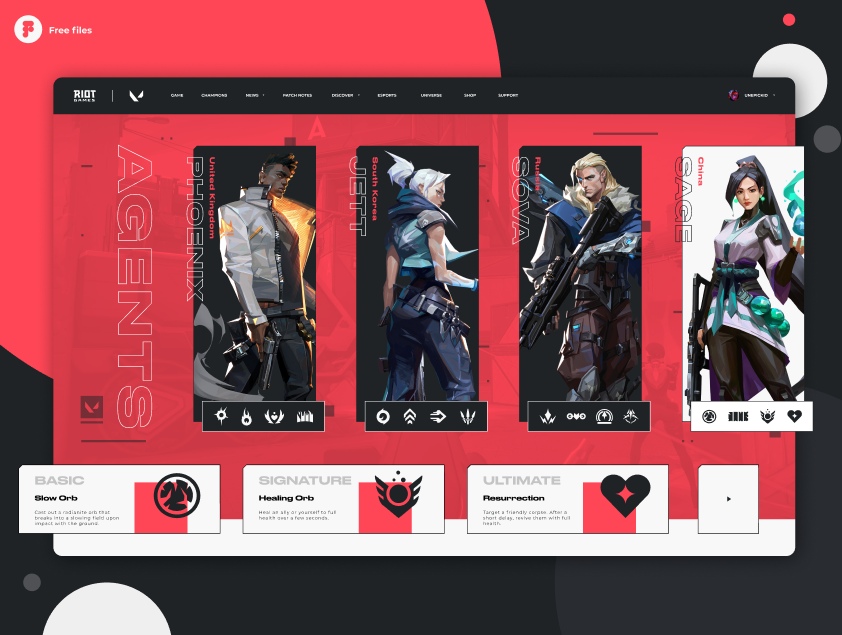 Free files
RIOT
GAMES
GAME
CHAMPIONS
NEWS
PATCH NOTES
DISCOVER
ESPORTS
UNIVERSE
SHOP
SUPPORT
UNEPICKID
AGENTS
United Kingdom
PHOENIX
South Korea
JETT
SOVA
China
SAGE
BASIC
Slow Orb
Cast out a radianite orb that
breaks into a slowing field upon
impact with the ground.
SIGNATURE
Healing Orb
Heal an ally or yourself to full
health over a few seconds.
ULTIMATE
Resurrection
Target a friendly corpse. After a
short delay, revive them with full
health.